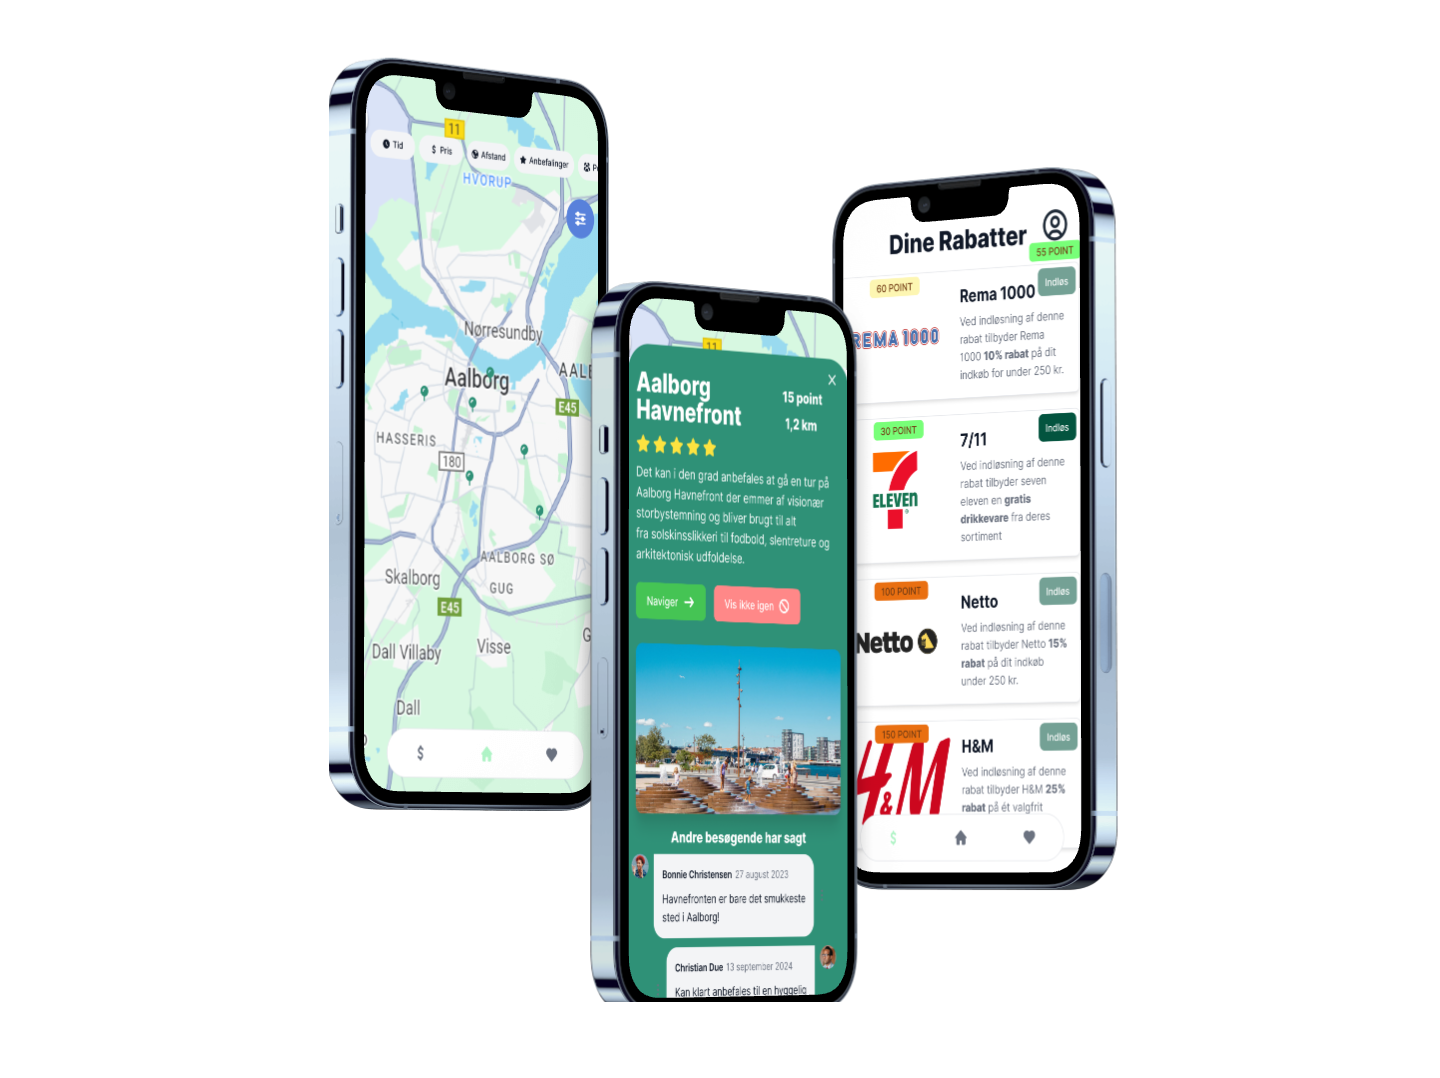 11
Tid
$ Pris
Afstand
Anbefalinger
HVORUP
Nørresundby
Aalborg
AALB
E45
HASSERIS
180
AALBORG SØ
Skalborg
GUG
E45
Visse
G
Dall Villaby
Dall
$
11
X
Aalborg
Havnefront
15 point
1,2 km
Det kan i den grad anbefales at gå en tur på
Aalborg Havnefront der emmer af visionær
storbystemning og bliver brugt til alt
fra solskinsslikkeri til fodbold, slentreture og
arkitektonisk udfoldelse.
Naviger
Vis ikke igen
Andre besøgende har sagt
Bonnie Christensen 27 august 2023
Havnefronten er bare det smukkeste
sted i Aalborg!
Christian Due 13 september 2024
Kan klart anbefales til en hyggelig
Dine Rabatter
55 POINT
60 POINT
Indløs
REMA 1000
Rema 1000
Ved indløsning af denne
rabat tilbyder Rema
1000 10% rabat på dit
indkøb for under 250 kr.
30 POINT
Indløs
7
ELEVEn
®
7/11
Ved indløsning af denne
rabat tilbyder seven
eleven en gratis
drikkevare fra deres
sortiment
100 POINT
Indløs
Netto
Netto
Ved indløsning af denne
rabat tilbyder Netto 15%
rabat på dit indkøb
under 250 kr.
150 POINT
Indløs
H&M
H&M
Ved indløsning af denne
rabat tilbyder H&M 25%
rabat på ét valgfrit
$